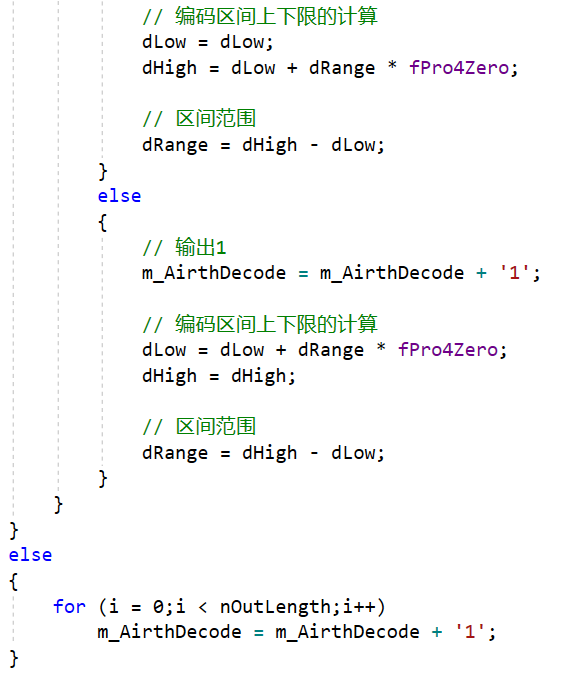 // 编码区间上下限的计算
dLow = dLow;
dHigh = dLow + dRange * fPro4Zero;
// 区间范围
dRange = dHigh - dLow;
}
else
{
// 输出1
m_AirthDecode = m_AirthDecode + '1';
// 编码区间上下限的计算
dLow = dLow + dRange * fPro4Zero;
dHigh = dHigh;
// 区间范围
dRange = dHigh - dLow;
}
}
}
else
{
for (i = 0;i < nOutLength;i++)
m_AirthDecode = m_AirthDecode + '1';
}